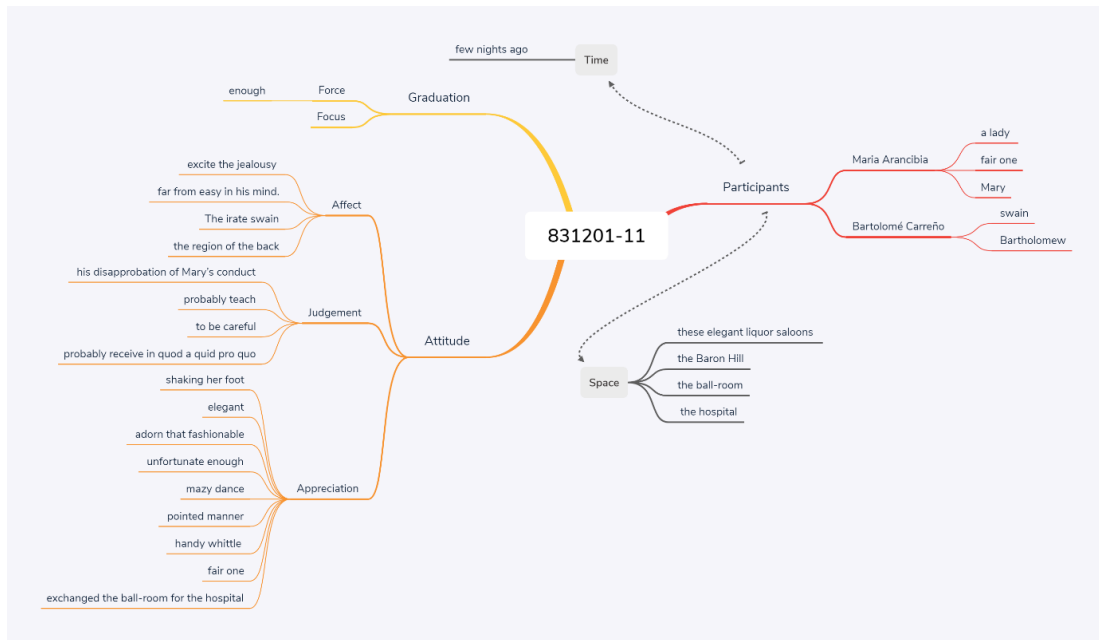 few nights ago
Time
enough
Force
Graduation
Focus
excite the jealousy
far from easy in his mind.
The irate swain
the region of the back
Affect
his disapprobation of Mary's conduct
probably teach
to be careful
probably receive in quod a quid pro quo
Judgement
Attitude
shaking her foot
elegant
adorn that fashionable
unfortunate enough
mazy dance
pointed manner
handy whittle
fair one
exchanged the ball-room for the hospital
Appreciation
831201-11
Participants
Maria Arancibia
a lady
fair one
Mary
Bartolomé Carreño
swain
Bartholomew
Space
these elegant liquor saloons
the Baron Hill
the ball-room
the hospital